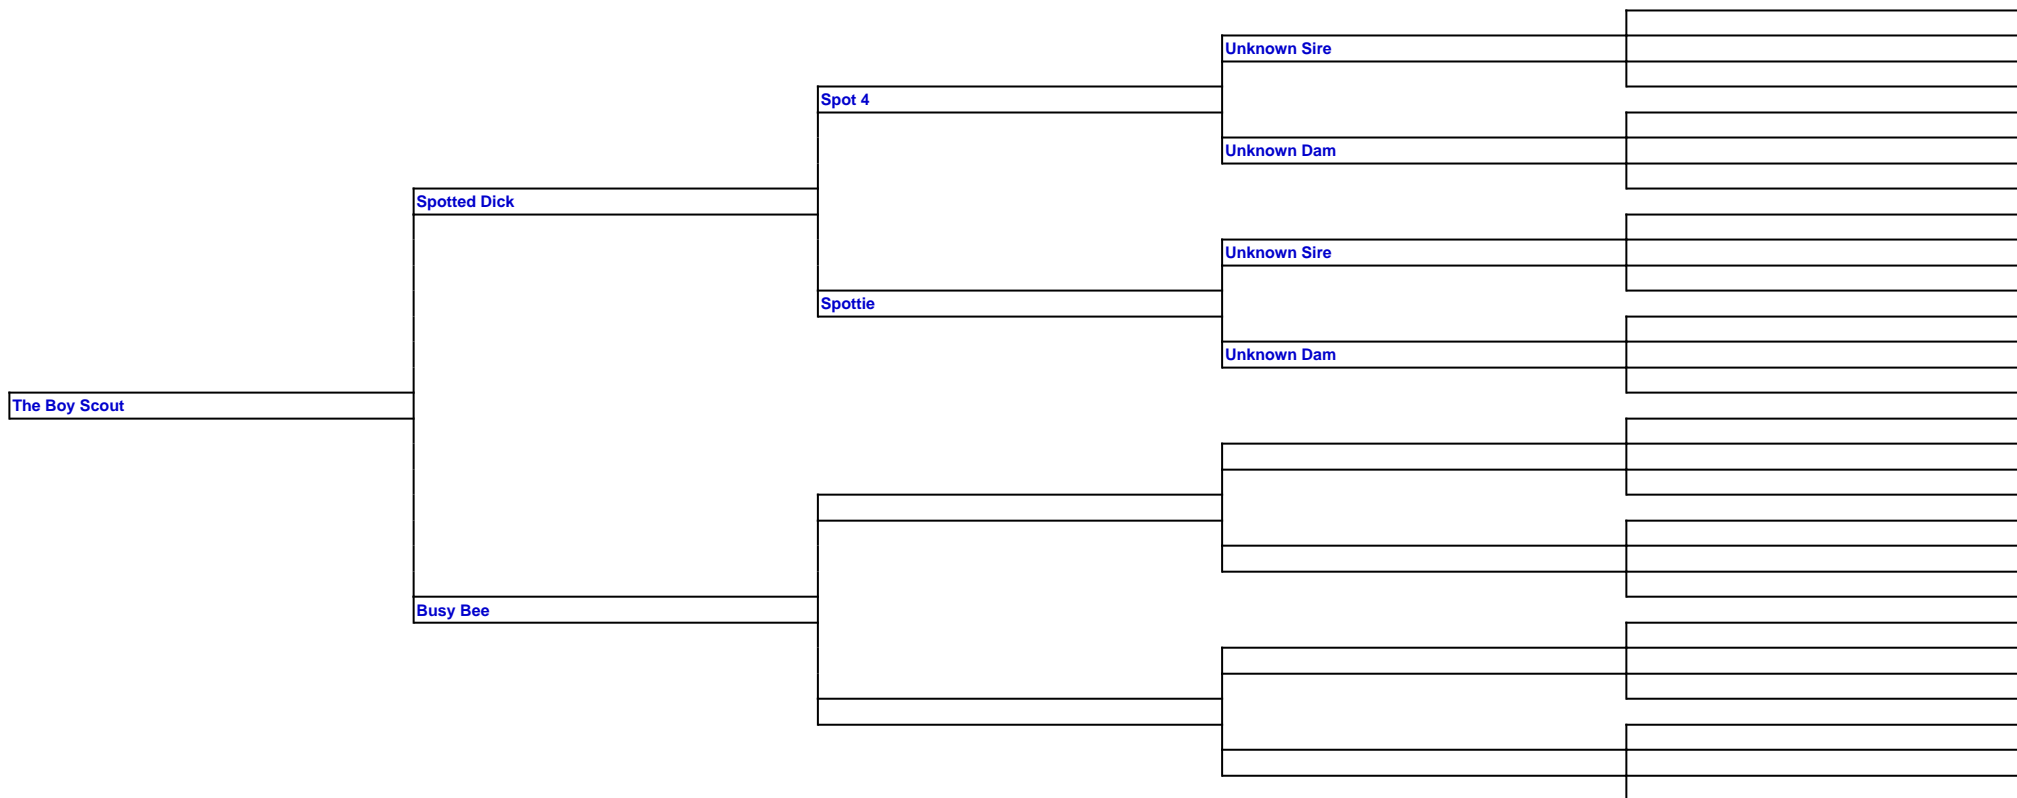 Unknown Sire
Spot 4
Unknown Dam
Spotted Dick
Unknown Sire
Spottie
Unknown Dam
The Boy Scout
Busy Bee